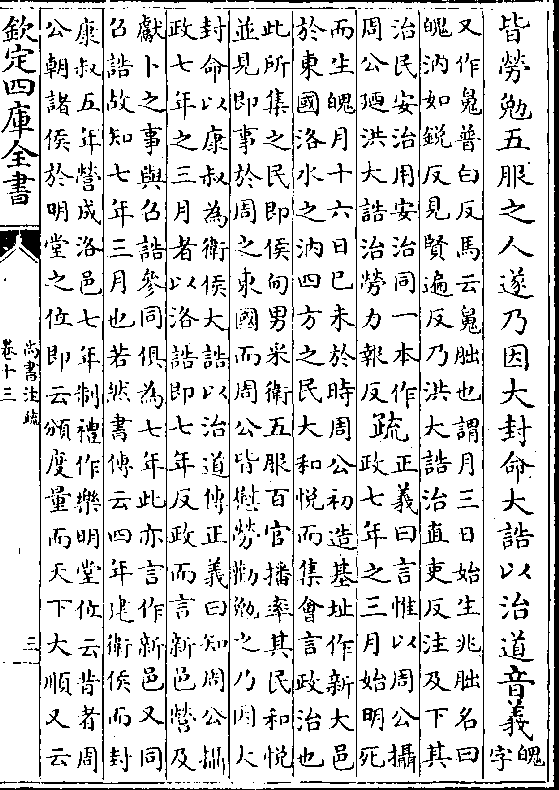 皆勞勉五服之人遂乃因大封命大誥以治道音義魄字
又作㲋普白反馬云㲋朏也謂月三日始生兆朏名曰
魄汭如銳反見賢遍反乃洪大誥治直吏反注及下其
治民安治用安治同一本作
周公廼洪大誥治勞力報反疏正義曰言惟以周公攝
政七年之三月始明死
而生魄月十六日已未於時周公初造基址作新大邑
於東國洛水之汭四方之民大和悅而集會言政治也
此所集之民即侯甸男采衛五服百官播率其民和悅
並見即事於周之東國而周公皆慰勞勸勉之乃因大
封命以康叔為衛侯大誥以治道傳正義曰知周公攝
政七年之三月者以洛誥即七年反政而言新邑營及
獻卜之事與召誥參同俱為七年此亦言作新邑又同
召誥故知七年三月也若然書傳云四年建衛侯而封
康叔五年營成洛邑七年制禮作樂明堂位云昔者周
公朝諸侯於明堂之位即云頒度量而天下大順又云
欽定四庫全書
尚書注疏
卷十三
三